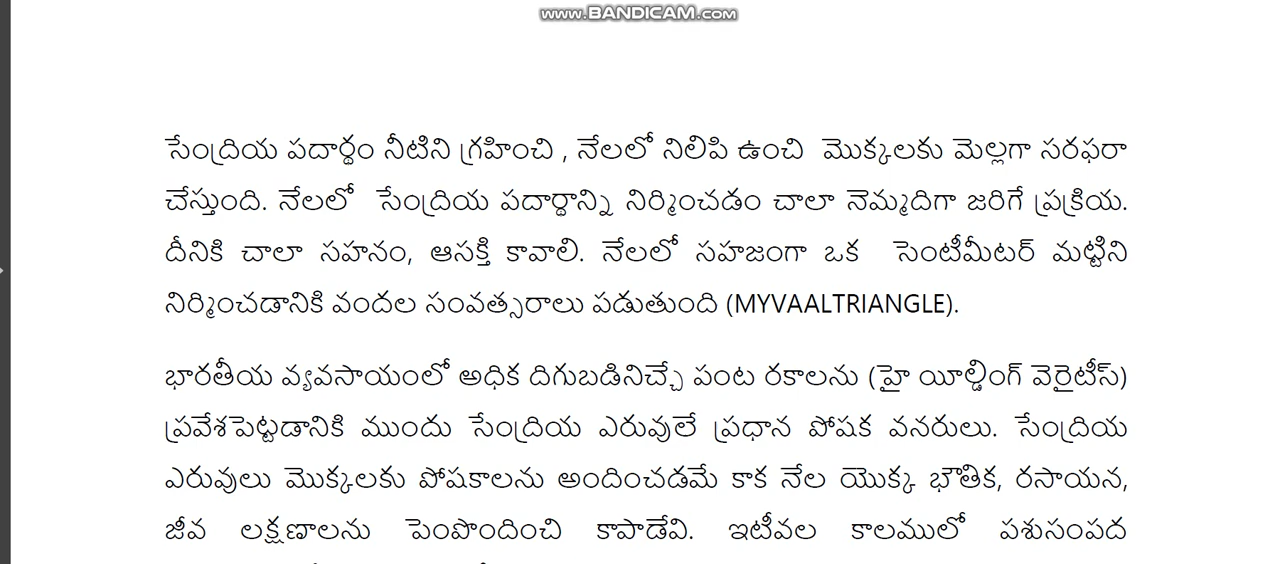 www.BANDICAM.com
సేంద్రియ పదార్థం నీటిని గ్రహించి , నేలలో నిలిపి ఉంచి మొక్కలకు మెల్లగా సరఫరా
చేస్తుంది. నేలలో సేంద్రియ పదార్థాన్ని నిర్మించడం చాలా నెమ్మదిగా జరిగే ప్రక్రియ.
దీనికి చాలా సహనం, ఆసక్తి కావాలి. నేలలో సహజంగా ఒక సెంటీమీటర్ మట్టిని
నిర్మించడానికి వందల సంవత్సరాలు పడుతుంది (MYVAALTRIANGLE).
భారతీయ వ్యవసాయంలో అధిక దిగుబడినిచ్చే పంట రకాలను (హై యీల్డింగ్ వెరైటీస్)
ప్రవేశపెట్టడానికి ముందు సేంద్రియ ఎరువులే ప్రధాన పోషక వనరులు. సేంద్రియ
ఎరువులు మొక్కలకు పోషకాలను అందించడమే కాక నేల యొక్క భౌతిక, రసాయన,
జీవ లక్షణాలను పెంపొందించి కాపాడేవి. ఇటీవల కాలములో పశుసంపద